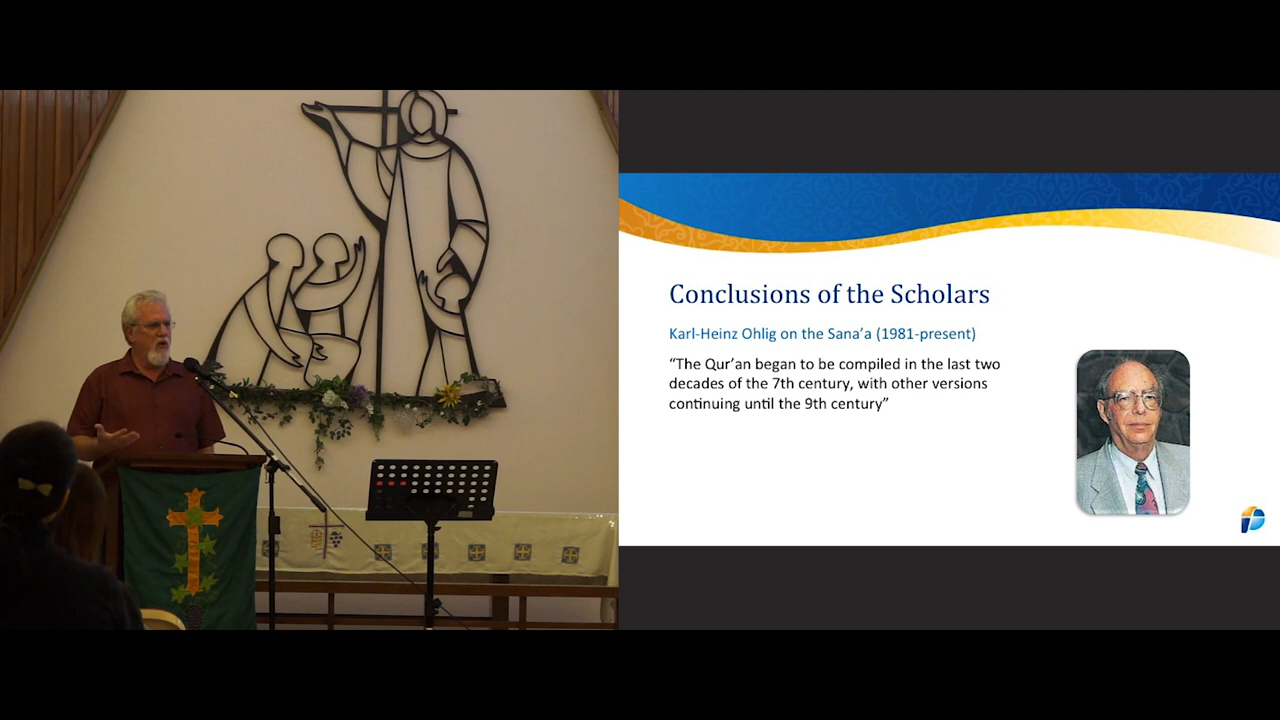 Conclusions of the Scholars
Karl-Heinz Ohlig on the Sana’a (1981-present)
“The Qur’an began to be compiled in the last two
decades of the 7th century, with other versions
continuing until the 9th century”